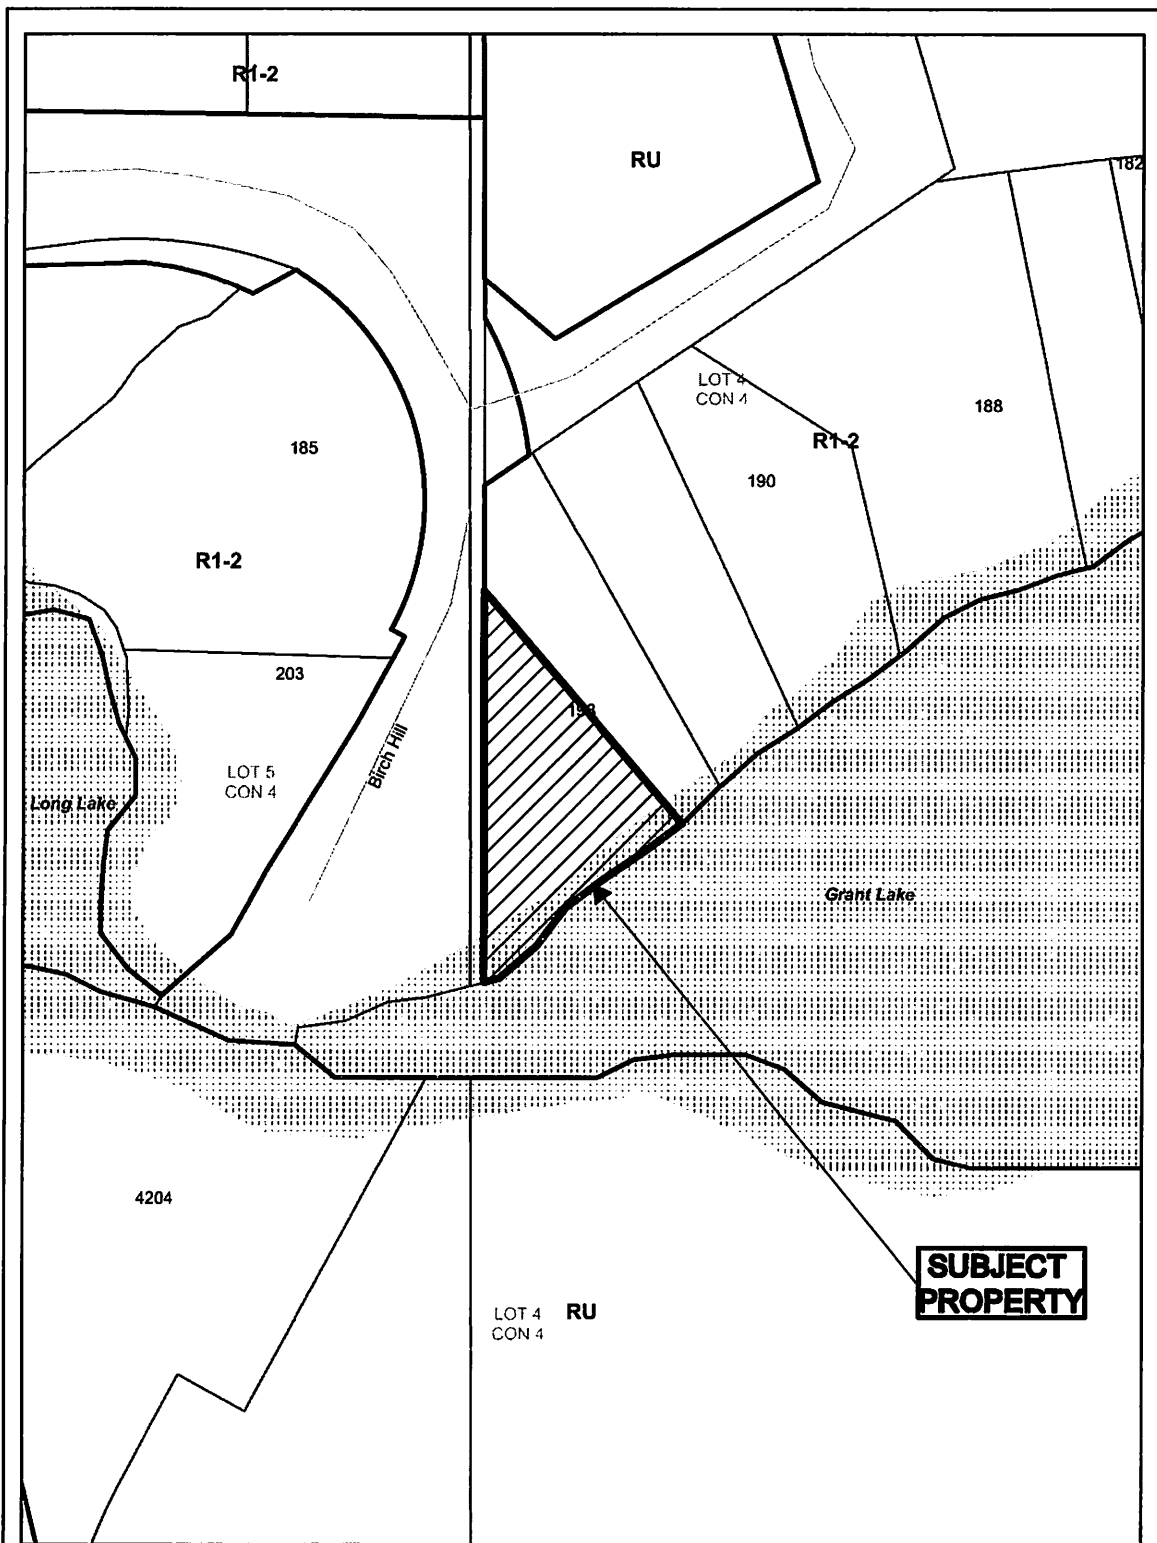 R1-2
RU
182
LOT 4
CON 4
188
185
R1-2
190
R1-2
203
Birch Hill
LOT 5
CON 4
Long Lake
Grant Lake
4204
SUBJECT
PROPERTY
LOT 4
CON 4
RU